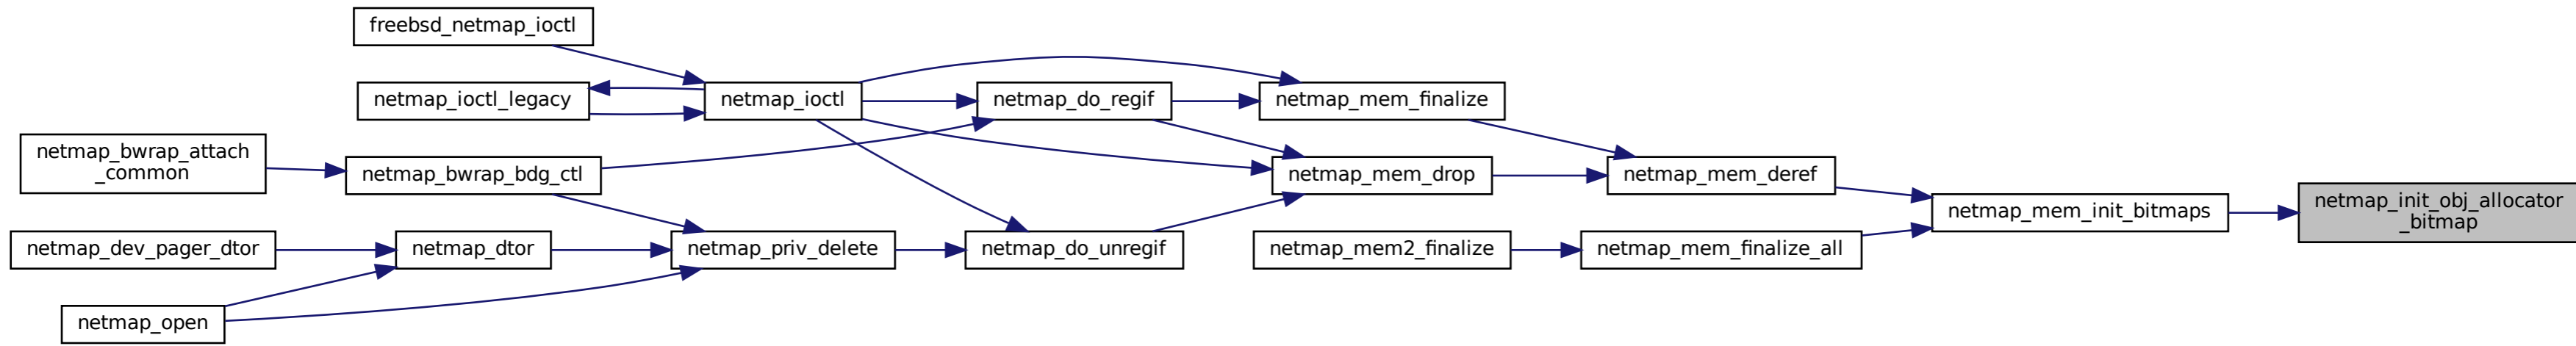 freebsd_netmap_ioctl
netmap_ioctl_legacy
netmap_ioctl
netmap_do_regif
netmap_mem_finalize
netmap_bwrap_attach
_common
netmap_bwrap_bdg_ctl
netmap_mem_drop
netmap_mem_deref
netmap_init_obj_allocator
_bitmap
netmap_mem_init_bitmaps
netmap_dev_pager_dtor
netmap_dtor
netmap_priv_delete
netmap_do_unregif
netmap_mem2_finalize
netmap_mem_finalize_all
netmap_open